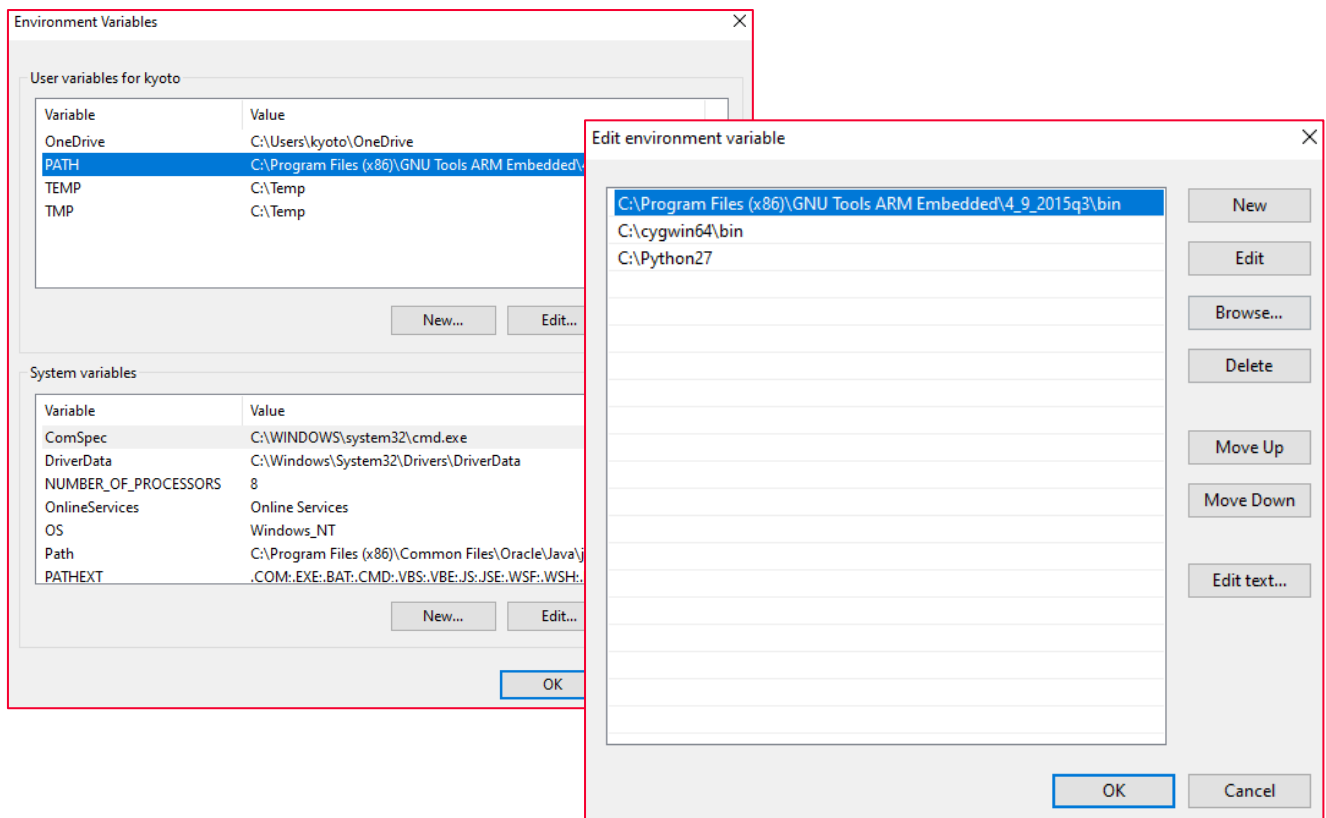 Environment Variables
User variables for kyoto
Variable Value
OneDrive C:\Users\kyoto\OneDrive
PATH C:\Program Files (x86)\GNU Tools ARM Embedded\
TEMP C:\Temp
TMP C:\Temp
New... Edit...
System variables
Variable Value
ComSpec C:\WINDOWS\system32\cmd.exe
DriverData C:\Windows\System32\Drivers\DriverData
NUMBER_OF_PROCESSORS 8
OnlineServices Online Services
OS Windows_NT
Path C:\Program Files (x86)\Common Files\Oracle\Java\j
PATHEXT .COM;.EXE;.BAT;.CMD;.VBS;.VBE;.JS;.JSE;.WSF;.WSH;.
New... Edit...
OK
Edit environment variable
C:\Program Files (x86)\GNU Tools ARM Embedded\4_9_2015q3\bin
C:\cygwin64\bin
C:\Python27
New
Edit
Browse...
Delete
Move Up
Move Down
Edit text...
OK Cancel